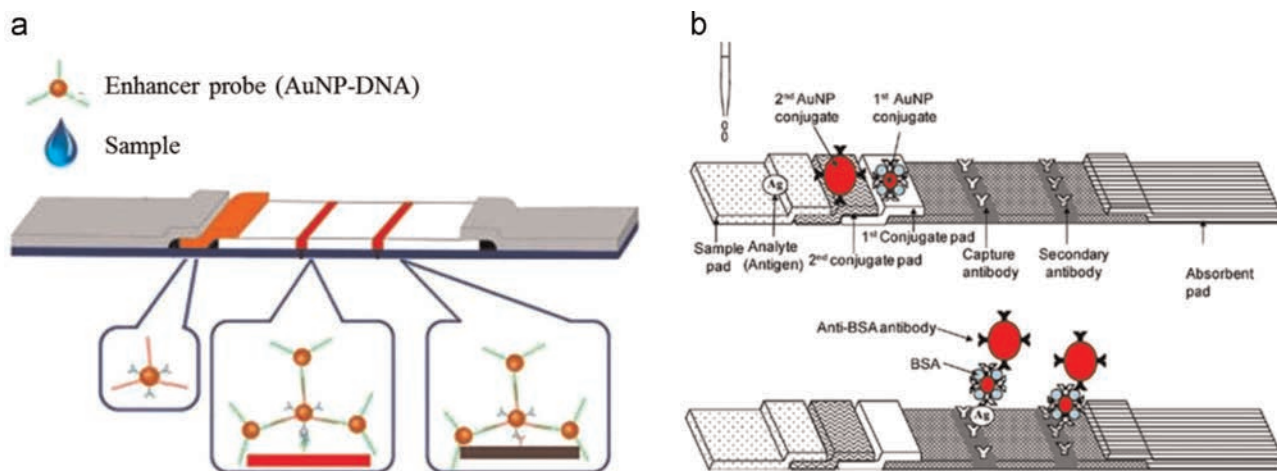 a
Enhancer probe (AuNP-DNA)
Sample
b
2nd AuNP
conjugate
1st AuNP
conjugate
Ag
Sample
pad
Analyte
(Antigen)
2nd conjugate pad
1st Conjugate pad
Capture
antibody
Secondary
antibody
Absorbent
pad
Anti-BSA antibody
BSA
Ag